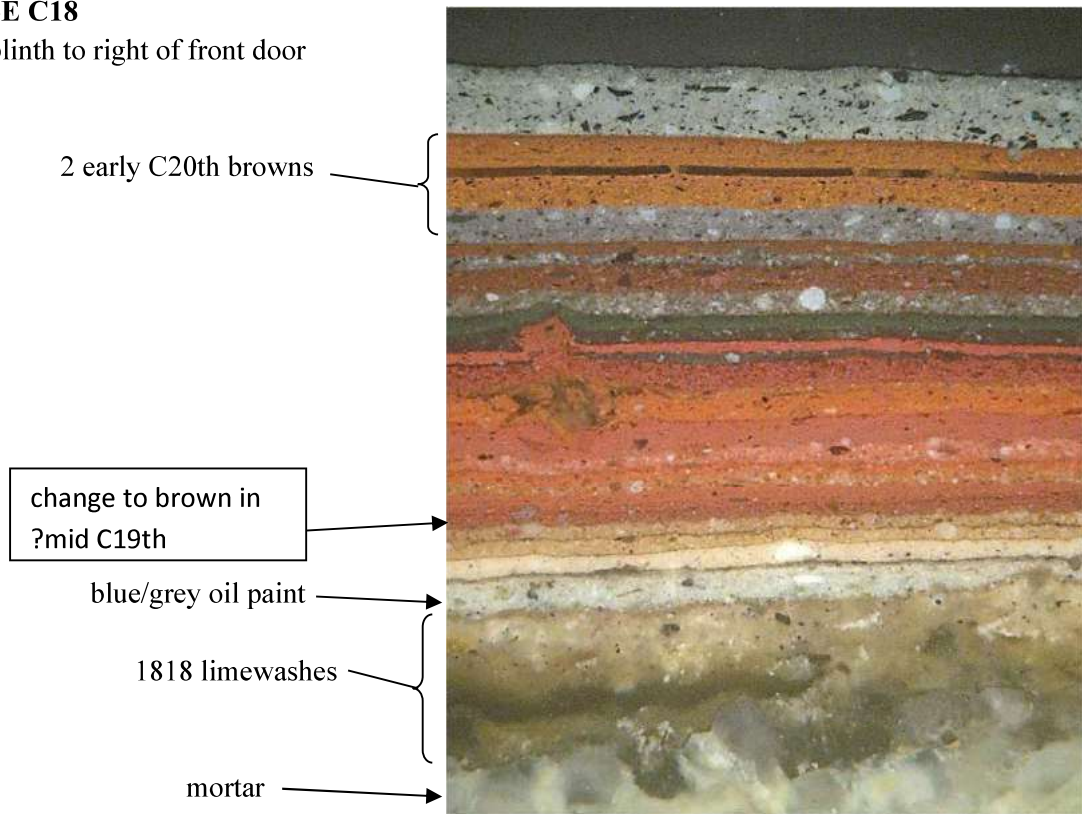 E C18
plinth to right of front door
2 early C20th browns
change to brown in
?mid C19th
blue/grey oil paint
1818 limewashes
mortar